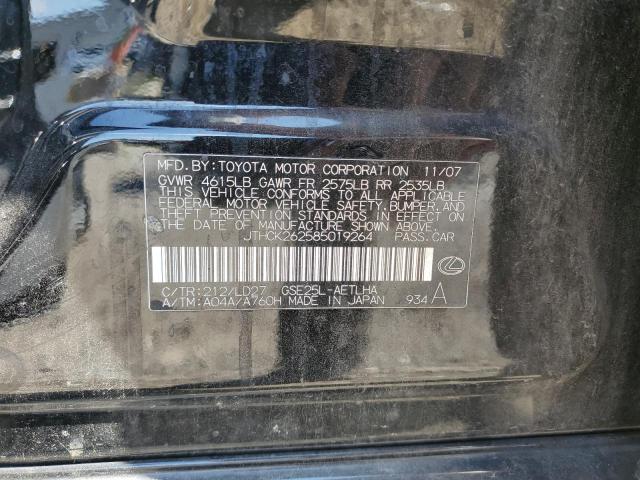 MFD.BY:TOYOTA MOTOR CORPORATION 11/07
GVWR 4615LB GAWR FR 2575LB RR 2535LB
THIS VEHICLE CONFORMS TO ALL APPLICABLE
FEDERAL MOTOR VEHICLE SAFETY, BUMPER, AND
THEFT PREVENTION STANDARDS IN EFFECT ON
THE DATE OF MANUFACTURE SHOWN ABOVE.
JTHCK262585019264 PASS.CAR
C/TR:212/LD27 GSE25L-AETLHA
A/TM:A04A/A760H MADE IN JAPAN 934 A